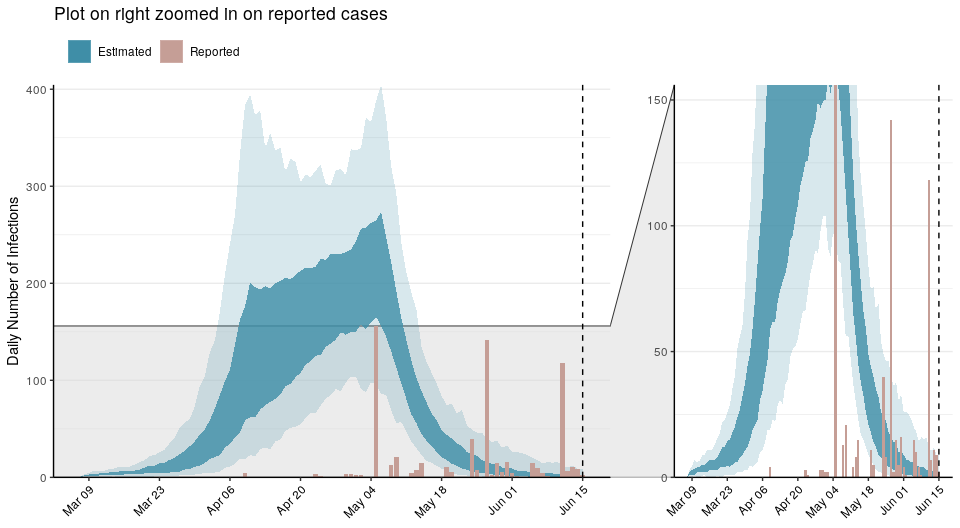 Plot on right zoomed in on reported cases
Estimated Reported
Daily Number of Infections
400
300
200
100
0
Mar 09 Mar 23 Apr 06 Apr 20 May 04 May 18 Jun 01 Jun 15
150
100
50
0
Mar 09 Mar 23 Apr 06 Apr 20 May 04 May 18 Jun 01 Jun 15